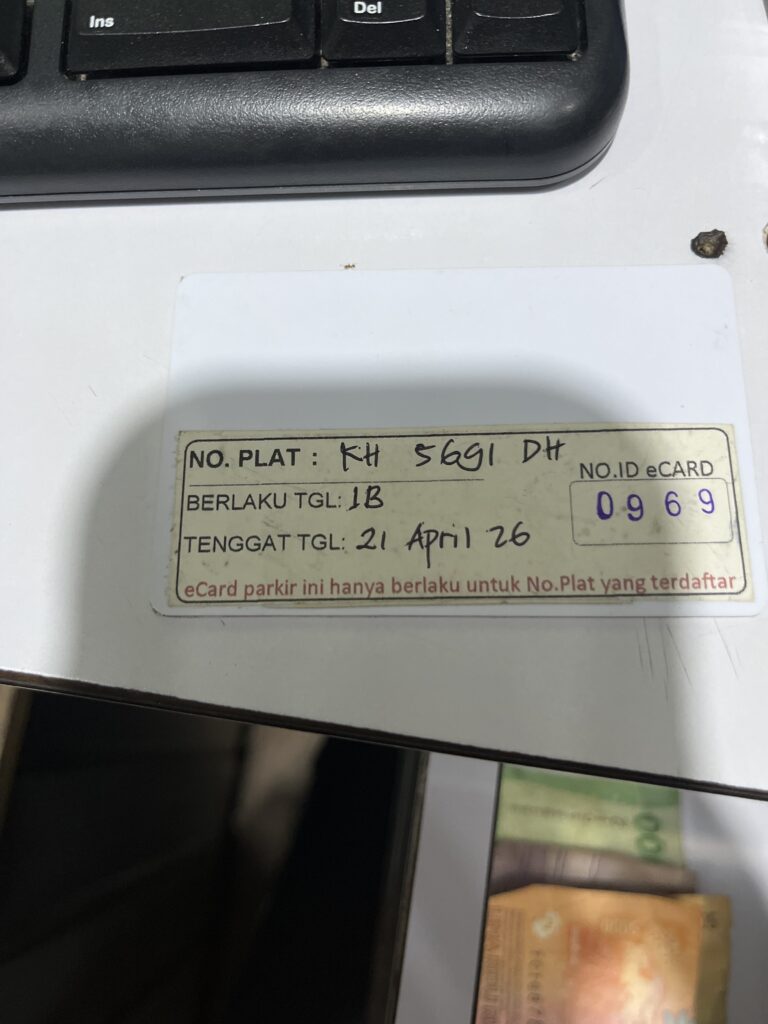 Ins
Del
NO. PLAT : KH 5691 DH
NO.ID eCARD
BERLAKU TGL: 1B
0969
TENGGAT TGL: 21 April 26
eCard parkir ini hanya berlaku untuk No.Plat yang terdaftar